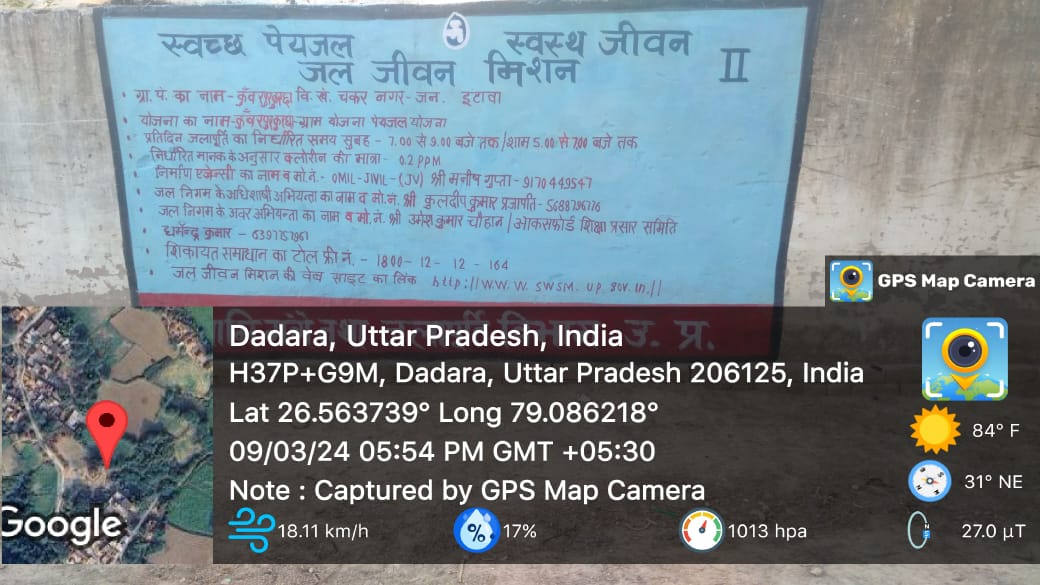 स्वच्छ पेयजल स्वस्थ जीवन
जल जीवन मिशन II
• ग्रा.पं. का नाम- वि.सं. चकर नगर- जन. इटावा
• योजना का नाम- ग्राम योजना पेयजल योजना
• प्रतिदिन जलापूर्ति का निर्धारित समय सुबह - 7.00 से 9.00 बजे तक/शाम 5.00 से 7.00 बजे तक
• निर्धारित मानक के अनुसार क्लोरीन की मात्रा - 0.2 PPM
• निर्माण एजेन्सी का नाम व मो.नं.- OMIL-JIVIL-(JV) श्री मनीष गुप्ता-
• जल निगम के अधिशाषी अभियन्ता का नाम व मो.नं. श्री कुलदीप कुमार प्रजापति-
• जल निगम के अवर अभियन्ता का नाम व मो.नं. श्री उमेश कुमार चौहान/ऑक्सफोर्ड शिक्षा प्रसार समिति
• धर्मेन्द्र कुमार -
• शिकायत समाधान का टोल फ्री नं. - 1800-12-12-164
• जल जीवन मिशन की वेब साइट का लिंक http://w.w.w. swsm. up. gov. in.//
उ. प्र.
GPS Map Camera
Dadara, Uttar Pradesh, India
H37P+G9M, Dadara, Uttar Pradesh 206125, India
Lat 26.563739° Long 79.086218°
09/03/24 05:54 PM GMT +05:30
Note : Captured by GPS Map Camera
84° F
31° NE
18.11 km/h 17% 1013 hpa 27.0 µT
Google